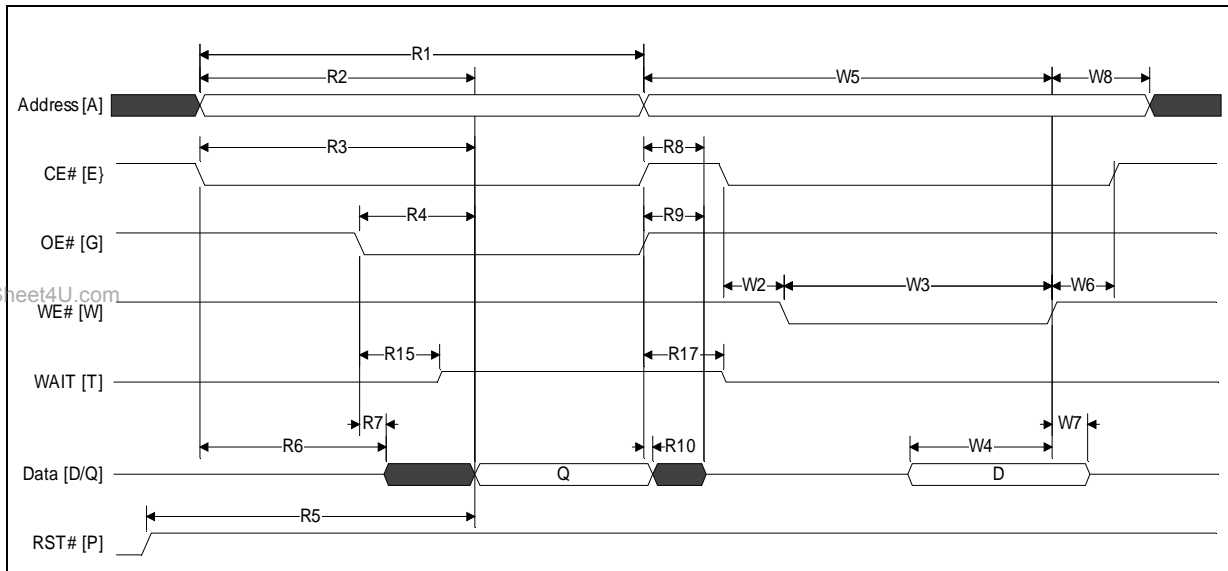 R1
R2
W5
W8
Address [A]
R3
R8
CE# [E}
R4
R9
OE# [G]
W2
W3
W6
heet4U.com
WE# [W]
R15
R17
WAIT [T]
R7
W7
R6
R10
W4
Data [D/Q]
Q
D
R5
RST# [P]